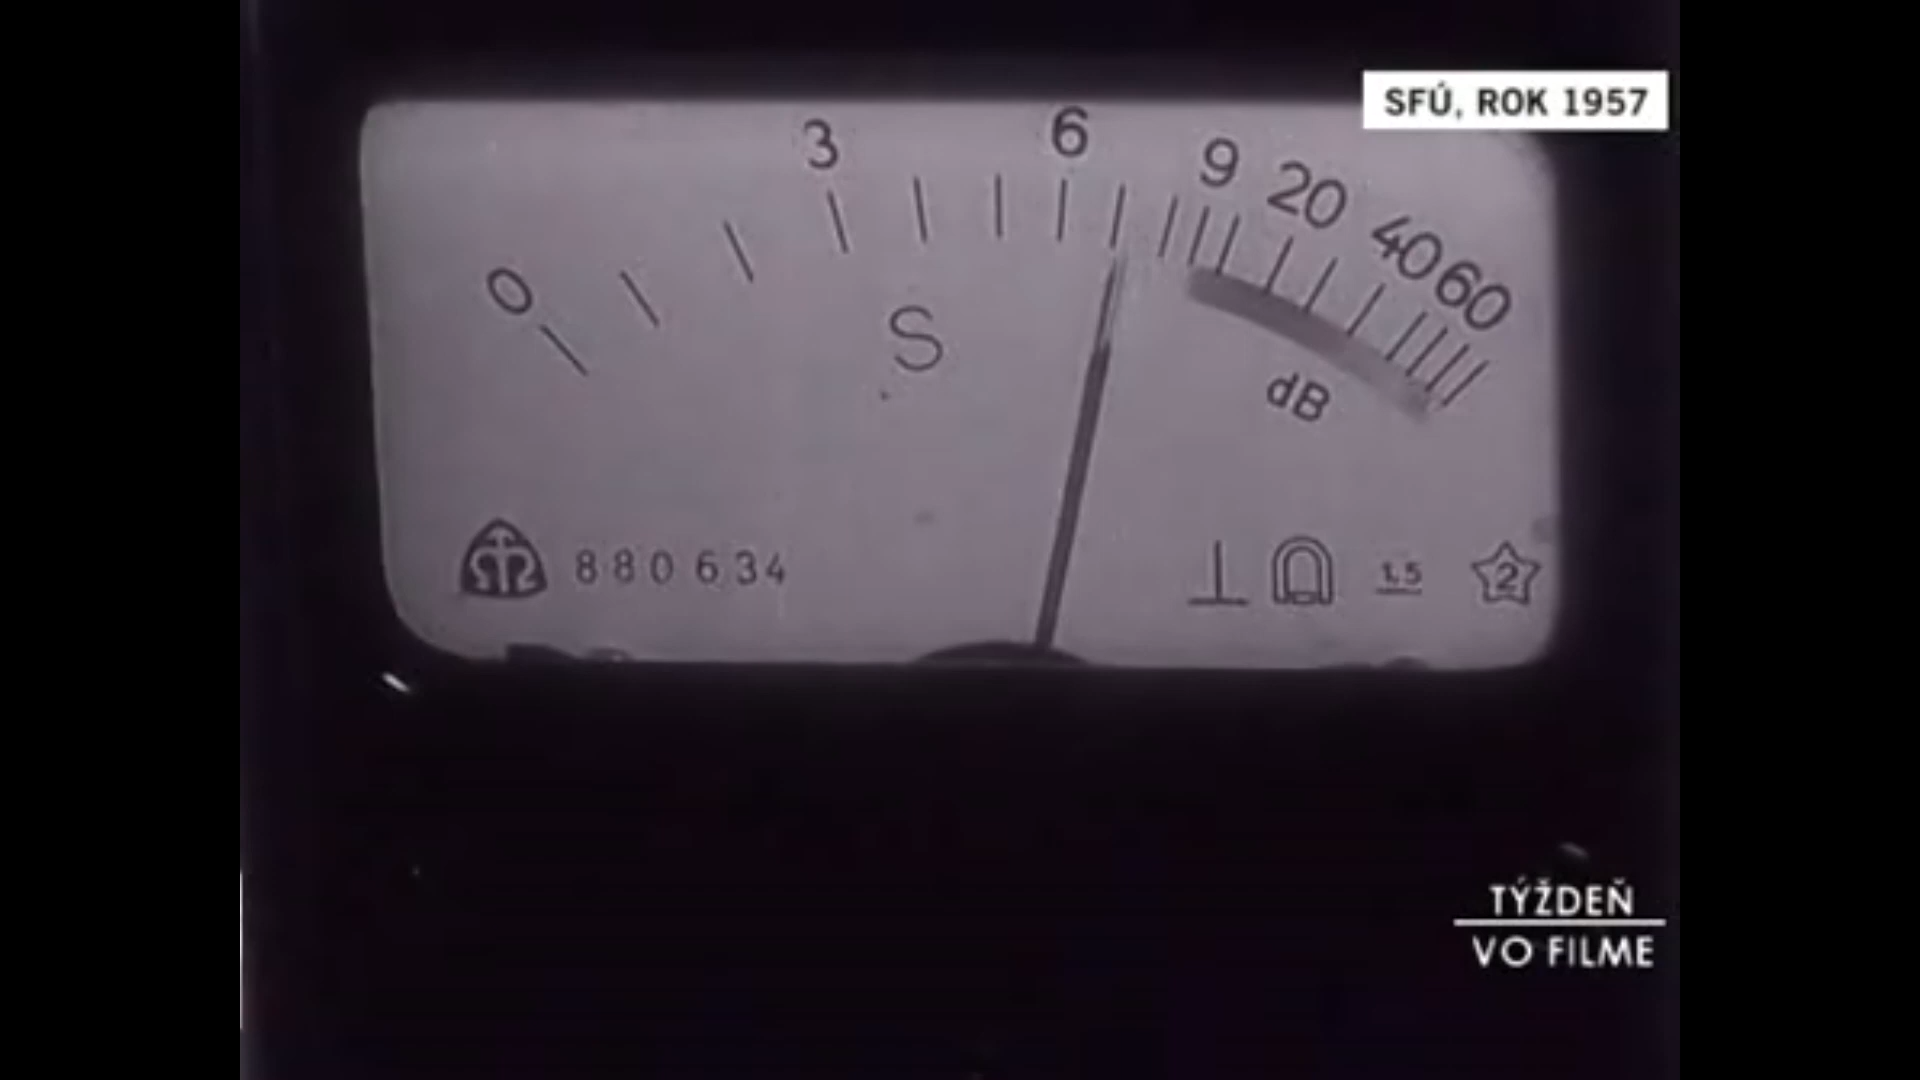 SFÚ, ROK 1957
0 3 6 9 20 40 60
S
dB
880634
1,5
2
TÝŽDEŇ
VO FILME